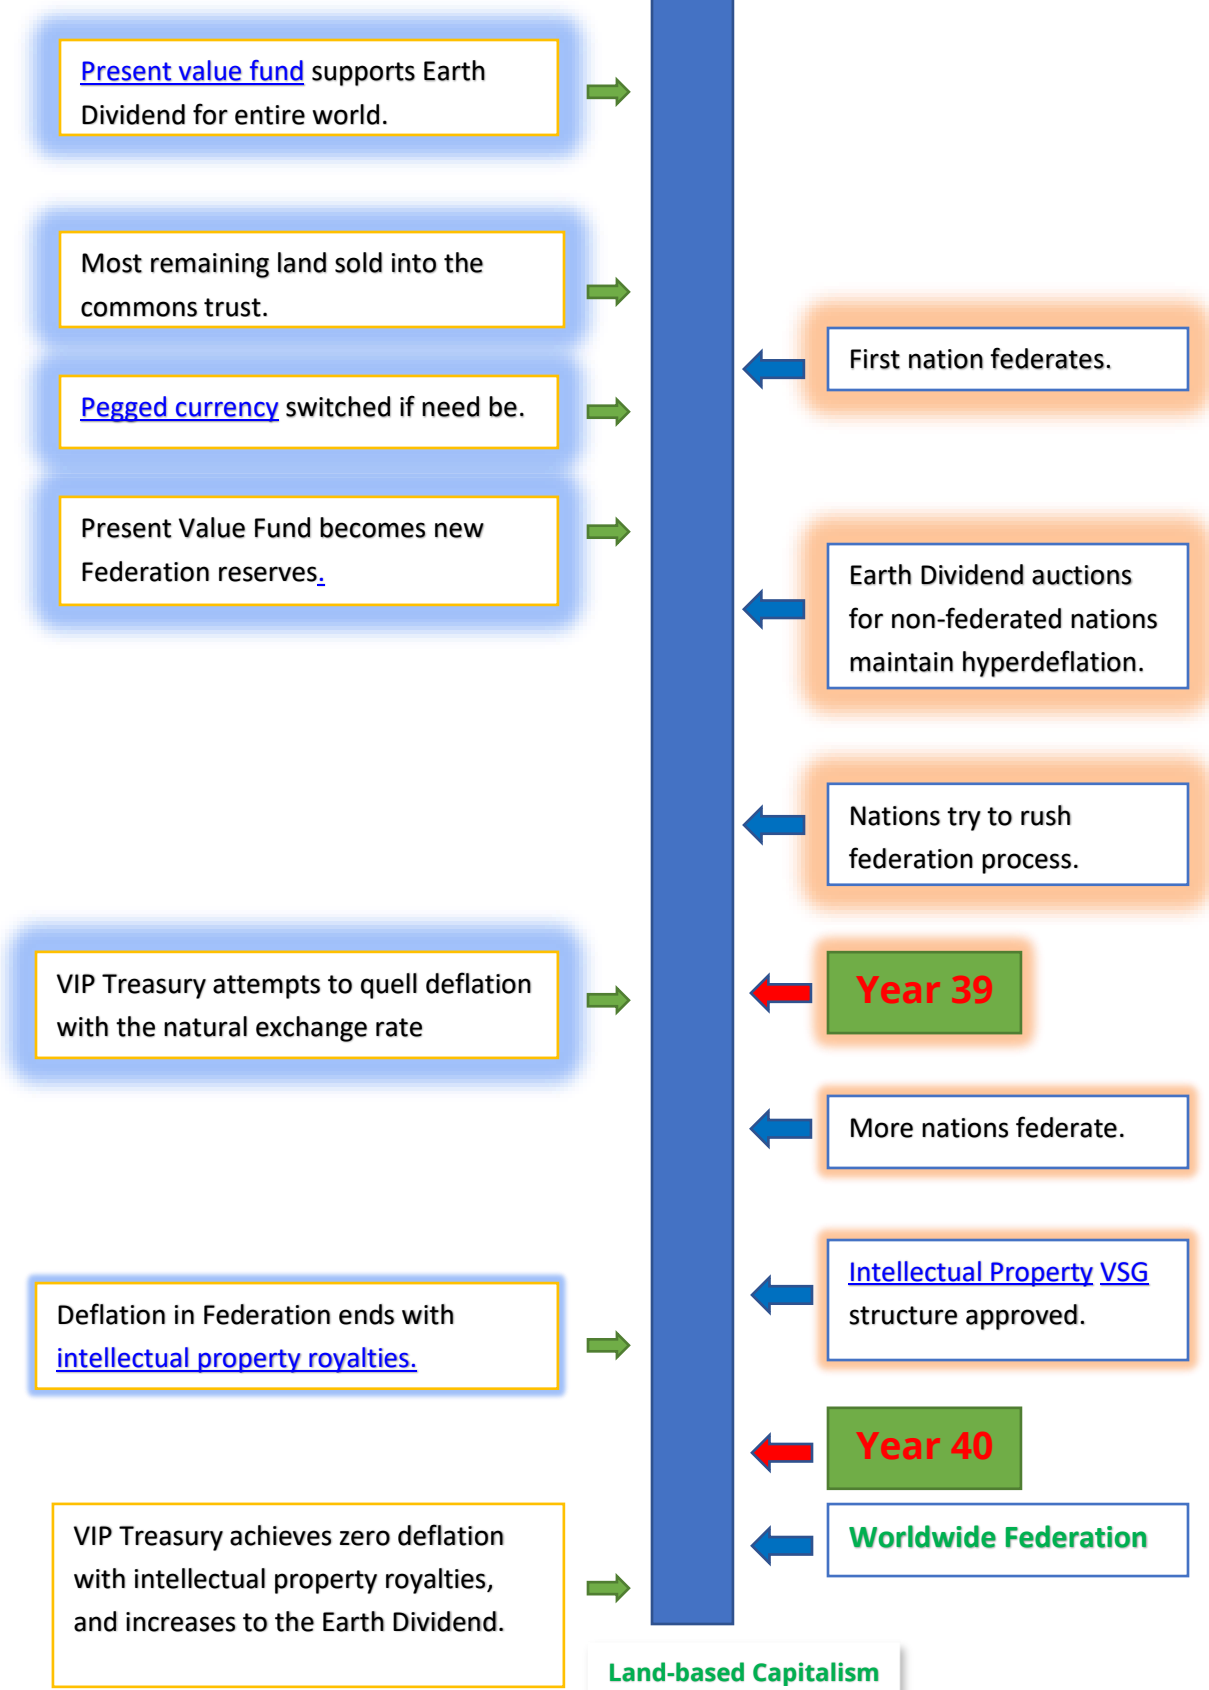 Present value fund supports Earth
Dividend for entire world.
Most remaining land sold into the
commons trust.
First nation federates.
Pegged currency switched if need be.
Present Value Fund becomes new
Federation reserves.
Earth Dividend auctions
for non-federated nations
maintain hyperdeflation.
Nations try to rush
federation process.
VIP Treasury attempts to quell deflation
with the natural exchange rate
Year 39
More nations federate.
Intellectual Property VSG
structure approved.
Deflation in Federation ends with
intellectual property royalties.
Year 40
Worldwide Federation
VIP Treasury achieves zero deflation
with intellectual property royalties,
and increases to the Earth Dividend.
Land-based Capitalism